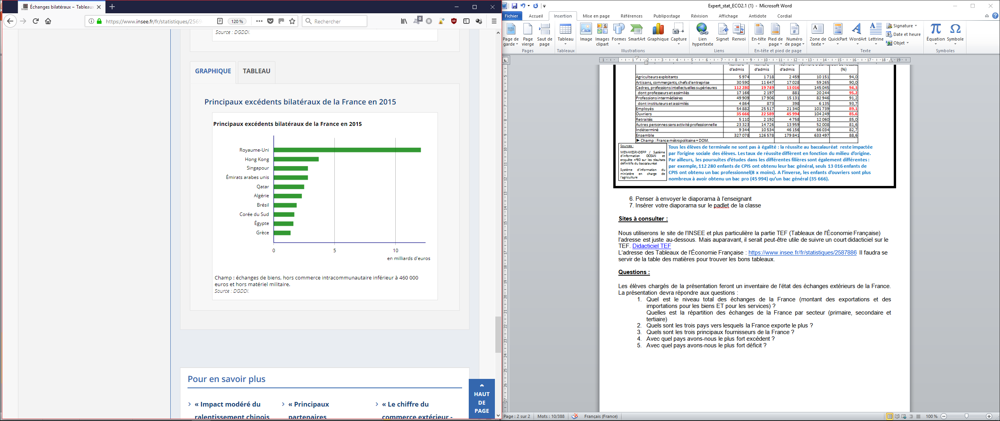 Échanges bilatéraux – Tableaux
https://www.insee.fr/fr/statistiques/2569
120 %
Rechercher
0
Source : DGDDI.
GRAPHIQUE
TABLEAU
Principaux excédents bilatéraux de la France en 2015
Principaux excédents bilatéraux de la France en 2015
Royaume-Uni
Hong Kong
Singapour
Émirats arabes unis
Qatar
Algérie
Brésil
Corée du Sud
Égypte
Grèce
0 5 10
en milliards d'euros
Champ : échanges de biens, hors commerce intracommunautaire inférieur à 460 000
euros et hors matériel militaire.
Source : DGDDI.
Pour en savoir plus
« Impact modéré du
ralentissement chinois
« Principaux
partenaires
« Le chiffre du
commerce extérieur -
HAUT
DE
PAGE
Expert_stat_ECO2.1 (1) - Microsoft Word
Fichier Accueil Insertion Mise en page Références Publipostage Révision Affichage Antidote Cordial
Page de garde
Page vierge
Saut de page
Pages
Tableau
Tableaux
Image
Images clipart
Formes
SmartArt
Graphique
Capture
Illustrations
Lien hypertexte
Signet
Renvoi
Liens
En-tête
Pied de page
Numéro de page
En-tête et pied de page
Zone de texte
QuickPart
WordArt
Lettrine
Signature
Date et heure
Objet
Texte
Équation
Symbole
Symboles
d'admis d'admis d'admis (%)
Agriculteurs exploitants 5 974 1 718 2 459 10 151 94,0
Artisans, commerçants, chefs d'entreprise 30 590 11 647 17 028 59 265 90,0
Cadres, professions intellectuelles supérieures 112 280 19 749 13 016 145 045 94,3
dont professeurs et assimilés 17 166 2 197 881 20 244 95,2
Professions intermédiaires 49 909 17 906 15 131 82 946 91,2
dont instituteurs et assimilés 4 864 873 398 6 135 93,7
Employés 54 882 25 517 21 340 101 739 89,1
Ouvriers 35 666 22 589 45 994 104 249 85,6
Retraités 5 110 2 192 4 758 12 060 85,0
Autres personnes sans activité professionnelle 23 323 14 726 13 959 52 008 81,6
Indéterminé 9 344 10 534 46 156 66 034 82,7
Ensemble 327 078 126 578 179 841 633 497 88,6
► Champ : France métropolitaine + DOM.
Sources :
MEN-MESRI-DEPP / Système
d'information OCEAN et
enquête n°60 sur les résultats
définitifs du baccalauréat
Système d'information du
ministère en charge de
l'agriculture
Tous les élèves de terminale ne sont pas à égalité : la réussite au baccalauréat reste impactée
par l'origine sociale des élèves. Les taux de réussite diffèrent en fonction du milieu d'origine.
Par ailleurs, les poursuites d'études dans les différentes filières sont également différentes :
par exemple, 112 280 enfants de CPIS ont obtenu leur bac général, seuls 13 016 enfants de
CPIS ont obtenu un bac professionnel(8 x moins). A l'inverse, les enfants d'ouvriers sont plus
nombreux à avoir obtenu un bac pro (45 994) qu'un bac général (35 666).
6. Penser à envoyer le diaporama à l'enseignant
7. Insérer votre diaporama sur le padlet de la classe
Sites à consulter :
Nous utiliserons le site de l'INSEE et plus particulière la partie TEF (Tableaux de l'Économie Française)
l'adresse est juste au-dessous. Mais auparavant, il serait peut-être utile de suivre un court didacticiel sur le
TEF. Didacticiel TEF
L'adresse des Tableaux de l'Économie Française : https://www.insee.fr/fr/statistiques/2587886 Il faudra se
servir de la table des matières pour trouver les bons tableaux.
Questions :
Les élèves chargés de la présentation feront un inventaire de l'état des échanges extérieurs de la France.
La présentation devra répondre aux questions :
1. Quel est le niveau total des échanges de la France (montant des exportations et des
importations pour les biens ET pour les services) ?
Quelles est la répartition des échanges de la France par secteur (primaire, secondaire et
tertiaire)
2. Quels sont les trois pays vers lesquels la France exporte le plus ?
3. Quels sont les trois principaux fournisseurs de la France ?
4. Avec quel pays avons-nous le plus fort excédent ?
5. Avec quel pays avons-nous le plus fort déficit ?
Page : 2 sur 2 Mots : 10/388 Français (France) 100 %